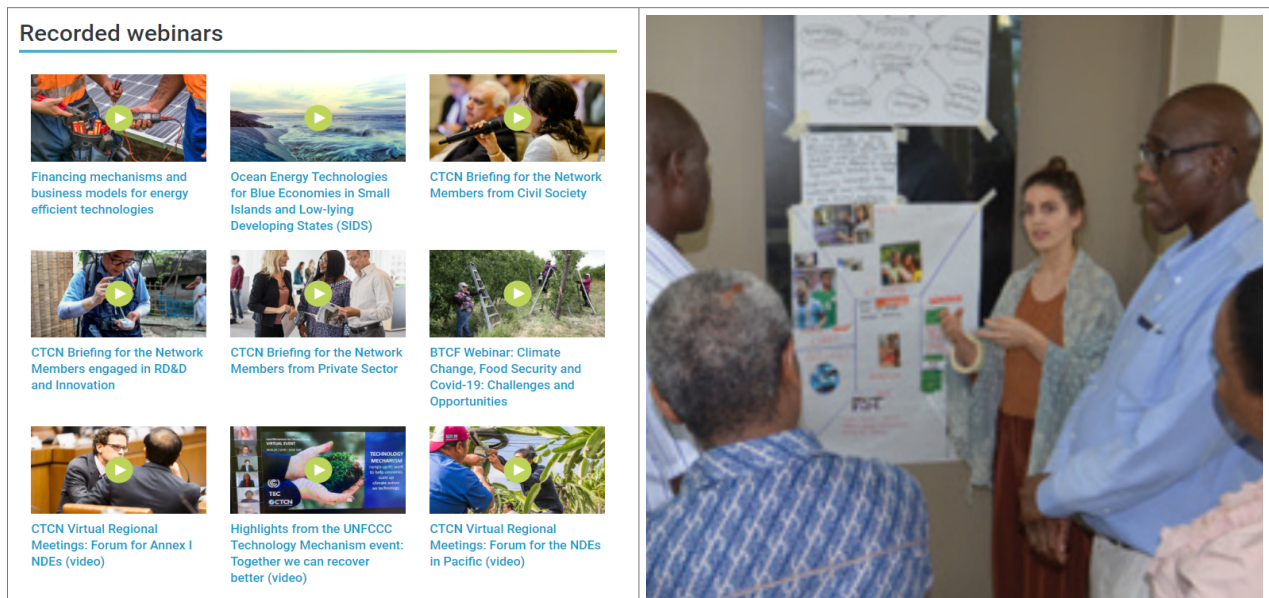 Recorded webinars
Financing mechanisms and
business models for energy
efficient technologies
Ocean Energy Technologies
for Blue Economies in Small
Islands and Low-lying
Developing States (SIDS)
CTCN Briefing for the Network
Members from Civil Society
CTCN Briefing for the Network
Members engaged in RD&D
and Innovation
CTCN Briefing for the Network
Members from Private Sector
BTCF Webinar: Climate
Change, Food Security and
Covid-19: Challenges and
Opportunities
VIRTUAL EVENT
TECHNOLOGY
MECHANISM
TEC
CTCN
CTCN Virtual Regional
Meetings: Forum for Annex I
NDEs (video)
Highlights from the UNFCCC
Technology Mechanism event:
Together we can recover
better (video)
CTCN Virtual Regional
Meetings: Forum for the NDEs
in Pacific (video)
FOOD